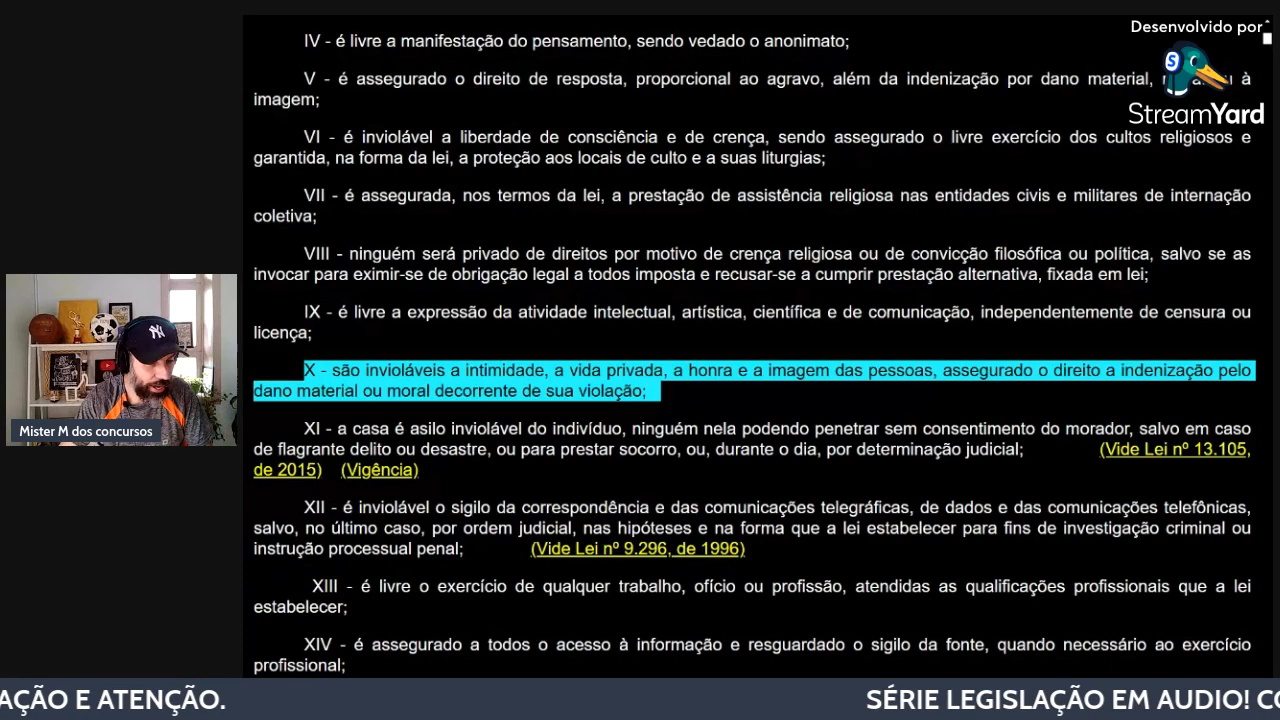 Desenvolvido por
StreamYard
IV - é livre a manifestação do pensamento, sendo vedado o anonimato;
V - é assegurado o direito de resposta, proporcional ao agravo, além da indenização por dano material, à
imagem;
VI - é inviolável a liberdade de consciência e de crença, sendo assegurado o livre exercício dos cultos religiosos e
garantida, na forma da lei, a proteção aos locais de culto e a suas liturgias;
VII - é assegurada, nos termos da lei, a prestação de assistência religiosa nas entidades civis e militares de internação
coletiva;
VIII - ninguém será privado de direitos por motivo de crença religiosa ou de convicção filosófica ou política, salvo se as
invocar para eximir-se de obrigação legal a todos imposta e recusar-se a cumprir prestação alternativa, fixada em lei;
IX - é livre a expressão da atividade intelectual, artística, científica e de comunicação, independentemente de censura ou
licença;
X - são invioláveis a intimidade, a vida privada, a honra e a imagem das pessoas, assegurado o direito a indenização pelo
dano material ou moral decorrente de sua violação;
XI - a casa é asilo inviolável do indivíduo, ninguém nela podendo penetrar sem consentimento do morador, salvo em caso
de flagrante delito ou desastre, ou para prestar socorro, ou, durante o dia, por determinação judicial; (Vide Lei nº 13.105,
de 2015) (Vigência)
XII - é inviolável o sigilo da correspondência e das comunicações telegráficas, de dados e das comunicações telefônicas,
salvo, no último caso, por ordem judicial, nas hipóteses e na forma que a lei estabelecer para fins de investigação criminal ou
instrução processual penal; (Vide Lei nº 9.296, de 1996)
XIII - é livre o exercício de qualquer trabalho, ofício ou profissão, atendidas as qualificações profissionais que a lei
estabelecer;
XIV - é assegurado a todos o acesso à informação e resguardado o sigilo da fonte, quando necessário ao exercício
profissional;
Mister M dos concursos
AÇÃO E ATENÇÃO. SÉRIE LEGISLAÇÃO EM AUDIO! CO